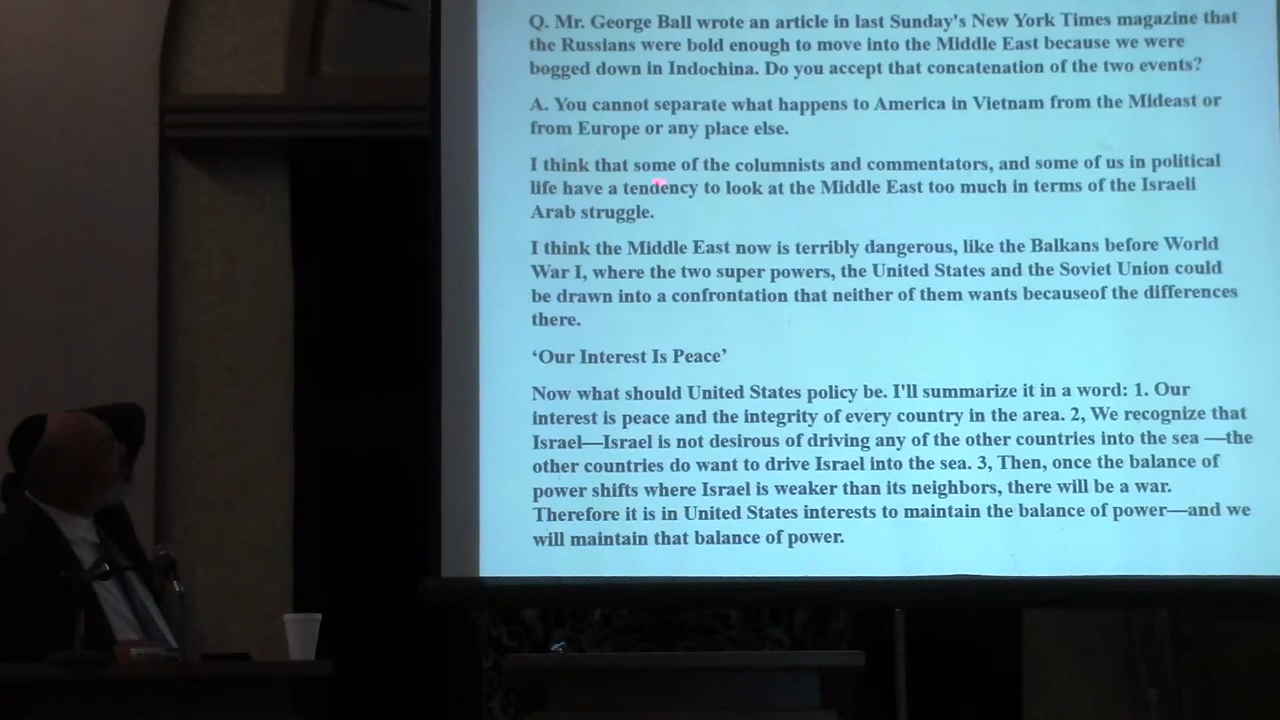 Q. Mr. George Ball wrote an article in last Sunday's New York Times magazine that
the Russians were bold enough to move into the Middle East because we were
bogged down in Indochina. Do you accept that concatenation of the two events?
A. You cannot separate what happens to America in Vietnam from the Mideast or
from Europe or any place else.
I think that some of the columnists and commentators, and some of us in political
life have a tendency to look at the Middle East too much in terms of the Israeli
Arab struggle.
I think the Middle East now is terribly dangerous, like the Balkans before World
War I, where the two super powers, the United States and the Soviet Union could
be drawn into a confrontation that neither of them wants becauseof the differences
there.
‘Our Interest Is Peace’
Now what should United States policy be. I'll summarize it in a word: 1. Our
interest is peace and the integrity of every country in the area. 2, We recognize that
Israel—Israel is not desirous of driving any of the other countries into the sea —the
other countries do want to drive Israel into the sea. 3, Then, once the balance of
power shifts where Israel is weaker than its neighbors, there will be a war.
Therefore it is in United States interests to maintain the balance of power—and we
will maintain that balance of power.